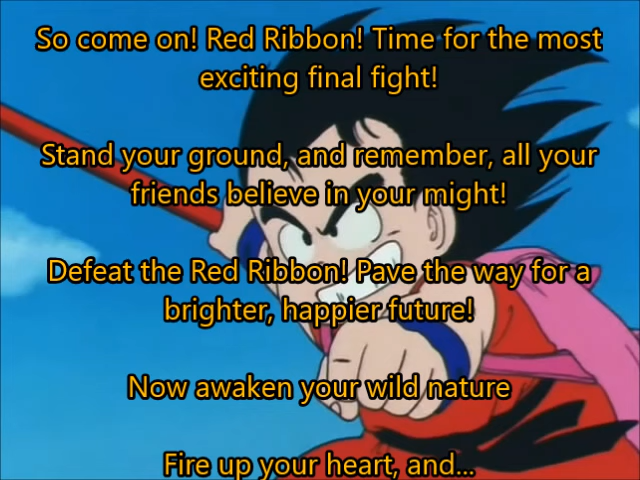 So come on! Red Ribbon! Time for the most
exciting final fight!
Stand your ground, and remember, all your
friends believe in your might!
Defeat the Red Ribbon! Pave the way for a
brighter, happier future!
Now awaken your wild nature
Fire up your heart, and...